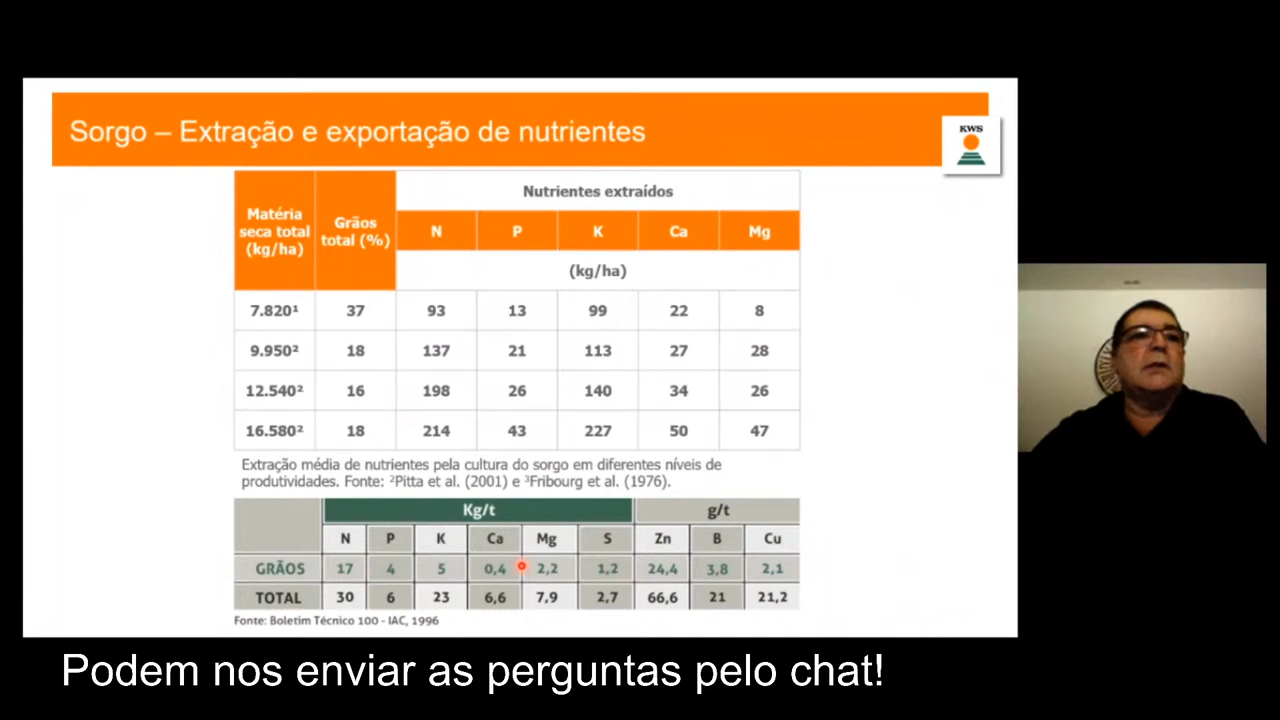 Sorgo – Extração e exportação de nutrientes
KWS
Matéria seca total (kg/ha) Grãos total (%) Nutrientes extraídos
N P K Ca Mg
(kg/ha)
7.820¹ 37 93 13 99 22 8
9.950² 18 137 21 113 27 28
12.540² 16 198 26 140 34 26
16.580² 18 214 43 227 50 47
Extração média de nutrientes pela cultura do sorgo em diferentes níveis de
produtividades. Fonte: ²Pitta et al. (2001) e ³Fribourg et al. (1976).
Kg/t g/t
N P K Ca Mg S Zn B Cu
GRÃOS 17 4 5 0,4 2,2 1,2 24,4 3,8 2,1
TOTAL 30 6 23 6,6 7,9 2,7 66,6 21 21,2
Fonte: Boletim Técnico 100 - IAC, 1996
Podem nos enviar as perguntas pelo chat!